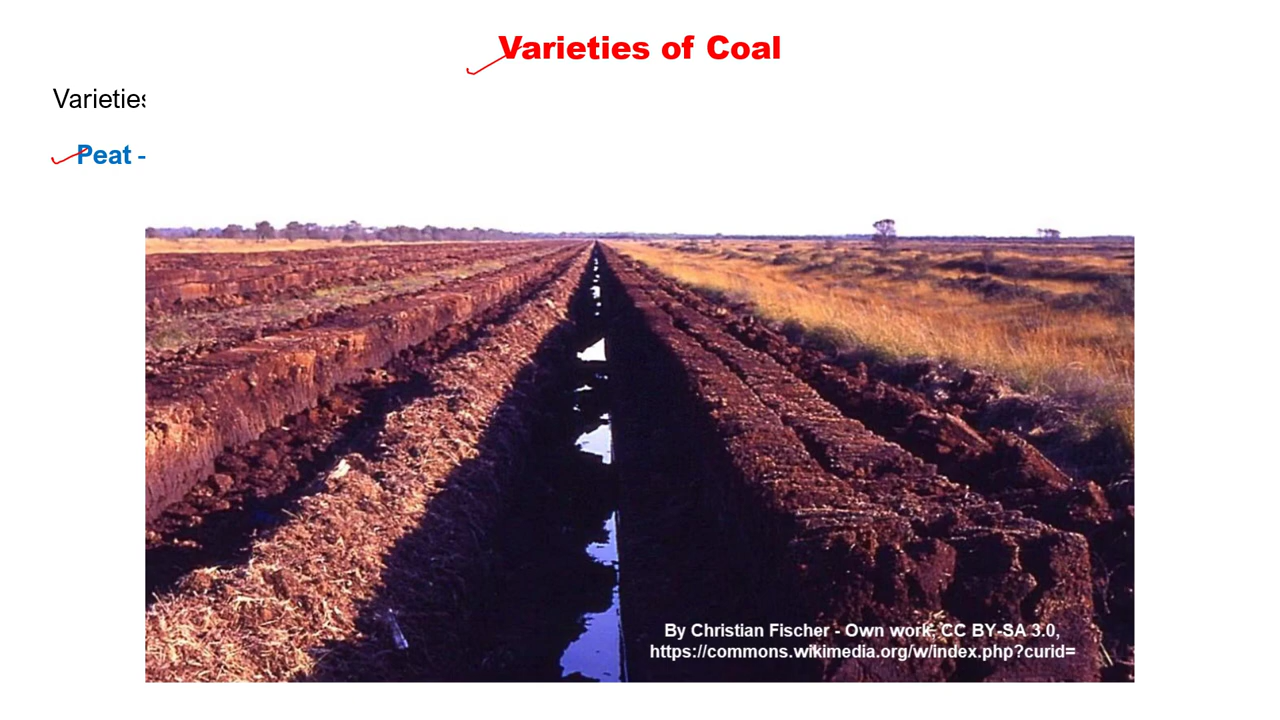 Varieties of Coal
Varieties
Peat -
By Christian Fischer - Own work, CC BY-SA 3.0,
https://commons.wikimedia.org/w/index.php?curid=